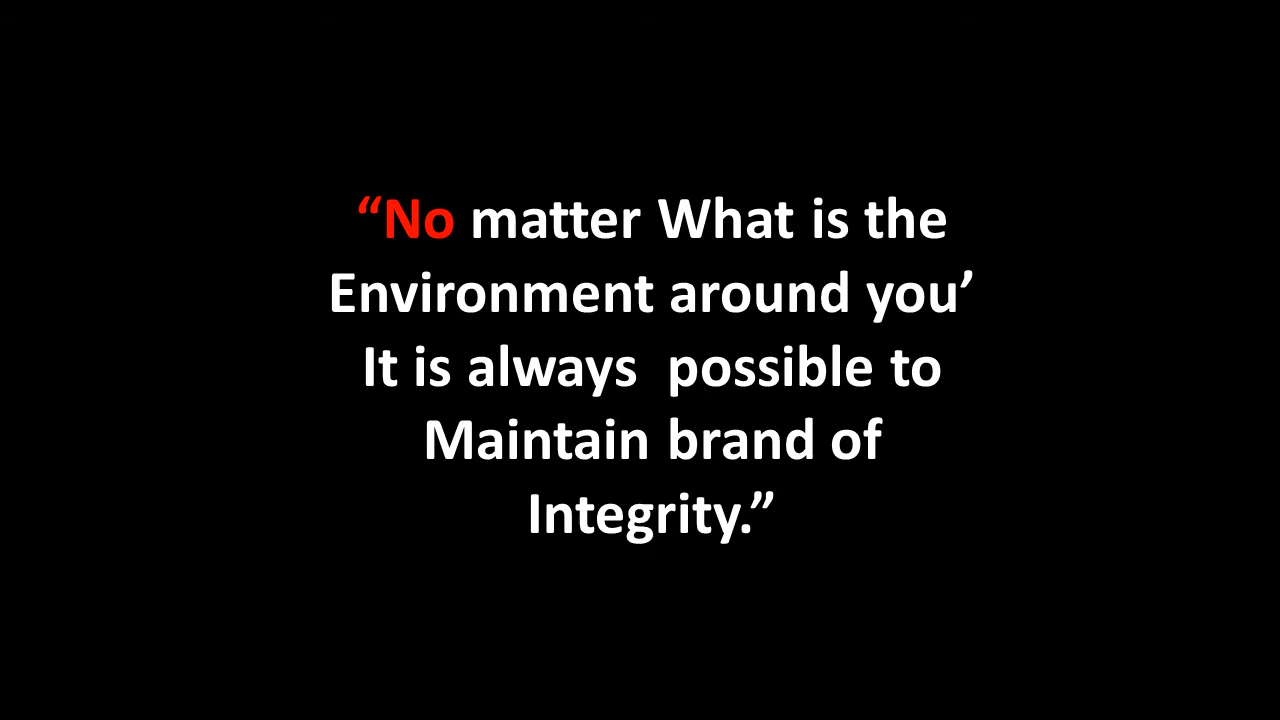 “No matter What is the
Environment around you’
It is always  possible to
Maintain brand of
Integrity.”